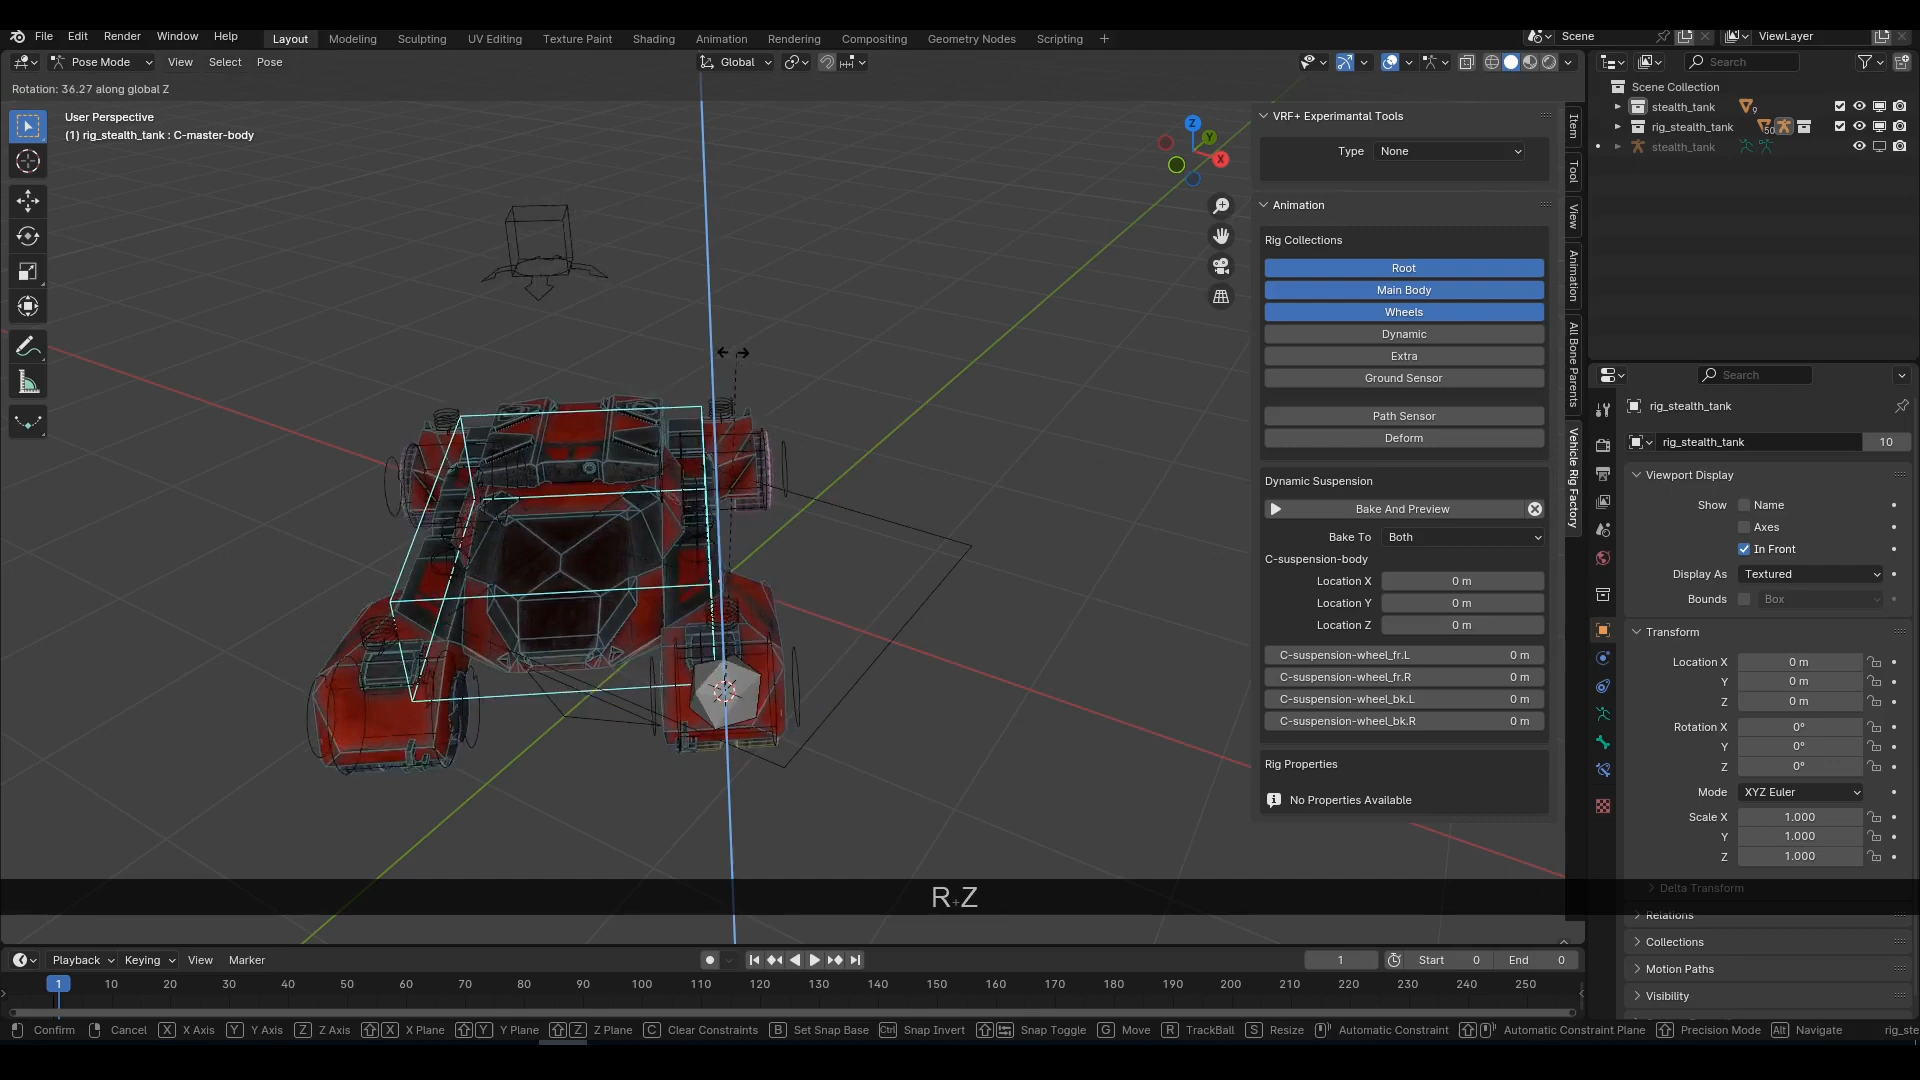 File Edit Render Window Help Layout Modeling Sculpting UV Editing Texture Paint Shading Animation Rendering Compositing Geometry Nodes Scripting + Scene ViewLayer
Pose Mode View Select Pose Global Search
Rotation: 36.27 along global Z
User Perspective
(1) rig_stealth_tank : C-master-body
Z
Y
X
VRF+ Experimantal Tools
Type None
Animation
Rig Collections
Root
Main Body
Wheels
Dynamic
Extra
Ground Sensor
Path Sensor
Deform
Dynamic Suspension
Bake And Preview
Bake To Both
C-suspension-body
Location X 0 m
Location Y 0 m
Location Z 0 m
C-suspension-wheel_fr.L 0 m
C-suspension-wheel_fr.R 0 m
C-suspension-wheel_bk.L 0 m
C-suspension-wheel_bk.R 0 m
Rig Properties
No Properties Available
Item
Tool
View
Animation
All Bone Parents
Vehicle Rig Factory
Scene Collection
stealth_tank 9
rig_stealth_tank 50
stealth_tank
Search
rig_stealth_tank
rig_stealth_tank 10
Viewport Display
Show Name
Axes
In Front
Display As Textured
Bounds Box
Transform
Location X 0 m
Y 0 m
Z 0 m
Rotation X 0°
Y 0°
Z 0°
Mode XYZ Euler
Scale X 1.000
Y 1.000
Z 1.000
Delta Transform
Relations
Collections
Motion Paths
Visibility
R+Z
Playback Keying View Marker 1 Start 0 End 0
1 10 20 30 40 50 60 70 80 90 100 110 120 130 140 150 160 170 180 190 200 210 220 230 240 250
Confirm Cancel X X Axis Y Y Axis Z Z Axis X X Plane Y Y Plane Z Z Plane C Clear Constraints B Set Snap Base Ctrl Snap Invert Snap Toggle G Move R TrackBall S Resize Automatic Constraint Automatic Constraint Plane Precision Mode Alt Navigate rig_ste